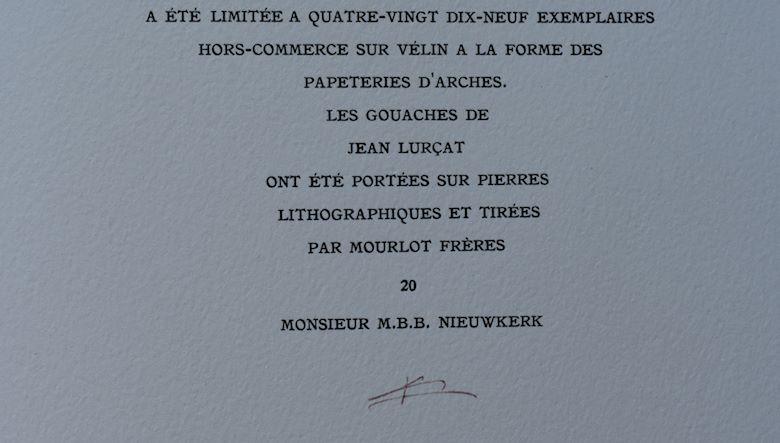 A ÉTÉ LIMITÉE A QUATRE-VINGT DIX-NEUF EXEMPLAIRES
HORS-COMMERCE SUR VÉLIN A LA FORME DES
PAPETERIES D'ARCHES.
LES GOUACHES DE
JEAN LURÇAT
ONT ÉTÉ PORTÉES SUR PIERRES
LITHOGRAPHIQUES ET TIRÉES
PAR MOURLOT FRÈRES
20
MONSIEUR M.B.B. NIEUWKERK